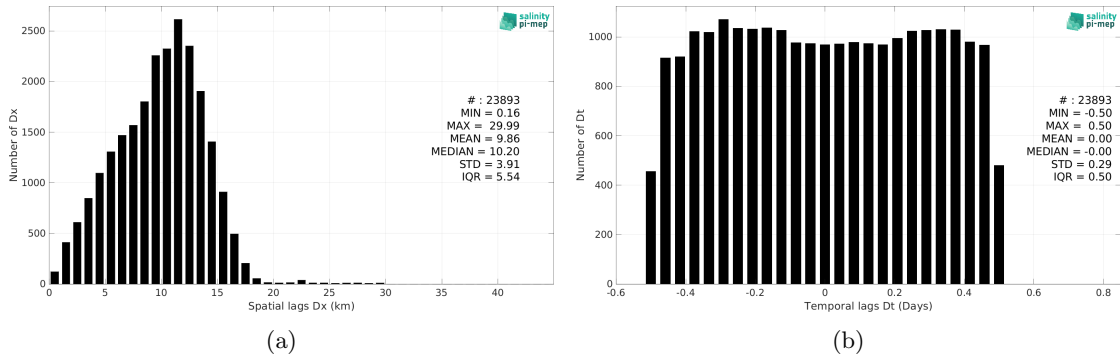 salinity
pi-mep
2500
2000
1500
1000
500
0
Number of Dx
# : 23893
MIN = 0.16
MAX = 29.99
MEAN = 9.86
MEDIAN = 10.20
STD = 3.91
IQR = 5.54
0 5 10 15 20 25 30 35 40
Spatial lags Dx (km)
(a)
salinity
pi-mep
1000
800
600
400
200
0
Number of Dt
# : 23893
MIN = -0.50
MAX = 0.50
MEAN = 0.00
MEDIAN = -0.00
STD = 0.29
IQR = 0.50
-0.6 -0.4 -0.2 0 0.2 0.4 0.6 0.8
Temporal lags Dt (Days)
(b)